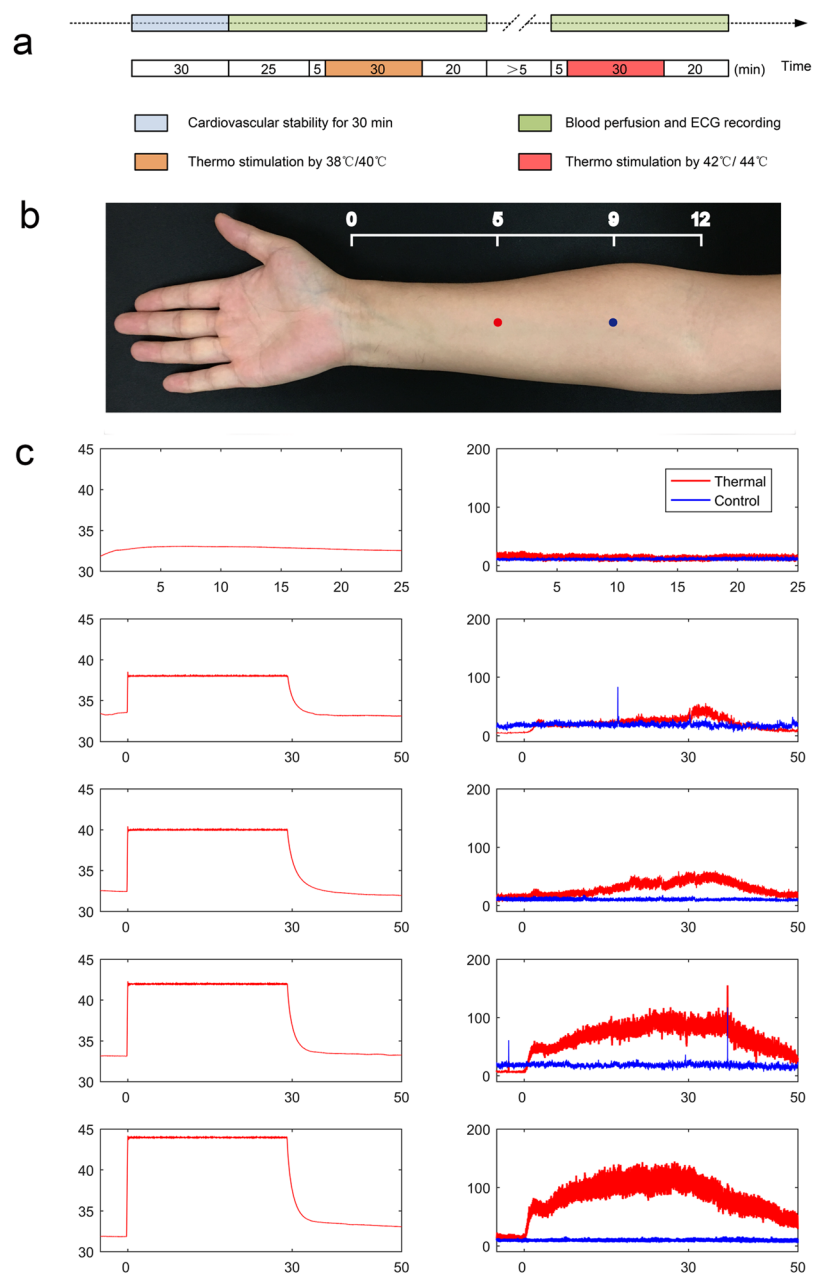 a
30 25 5 30 20 >5 5 30 20 (min) Time
Cardiovascular stability for 30 min
Blood perfusion and ECG recording
Thermo stimulation by 38℃/40℃
Thermo stimulation by 42℃/ 44℃
b
0 5 9 12
c
45
40
35
30
5 10 15 20 25
200
100
0
5 10 15 20 25
Thermal
Control
45
40
35
30
0 30 50
200
100
0
0 30 50
45
40
35
30
0 30 50
200
100
0
0 30 50
45
40
35
30
0 30 50
200
100
0
0 30 50
45
40
35
30
0 30 50
200
100
0
0 30 50